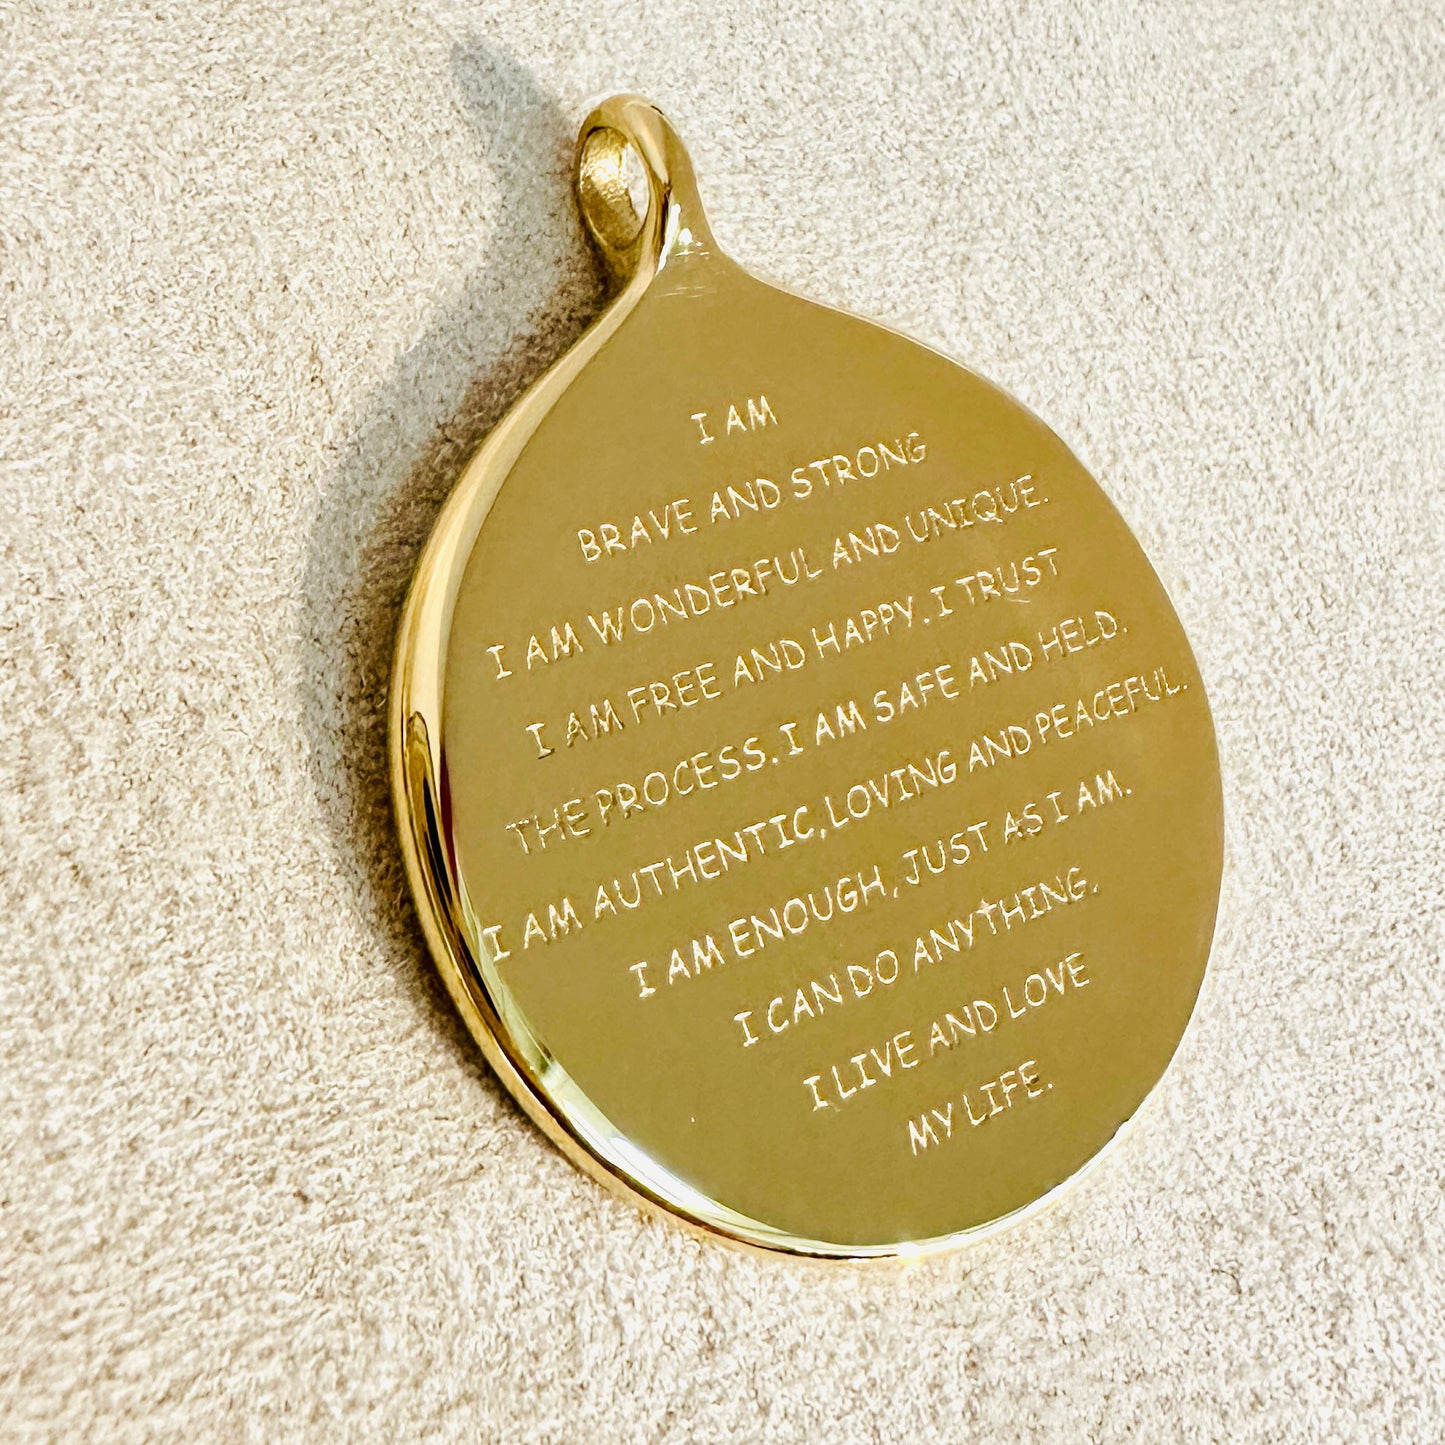 I AM
BRAVE AND STRONG
I AM WONDERFUL AND UNIQUE.
I AM FREE AND HAPPY. I TRUST
THE PROCESS. I AM SAFE AND HELD.
I AM AUTHENTIC, LOVING AND PEACEFUL.
I AM ENOUGH, JUST AS I AM.
I CAN DO ANYTHING.
I LIVE AND LOVE
MY LIFE.